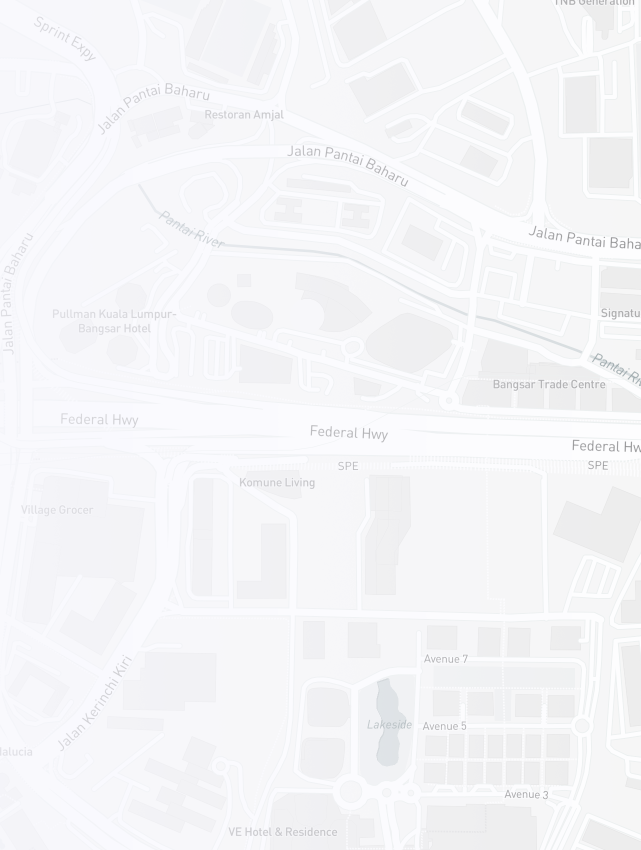 TNB Generation
Sprint Expy
Jalan Pantai Baharu
Restoran Amjal
Jalan Pantai Baharu
Pantai River
Jalan Pantai Baha
Jalan Pantai Baharu
Pullman Kuala Lumpur-
Bangsar Hotel
Signatu
Pantai Ri
Bangsar Trade Centre
Federal Hwy
Federal Hwy
Federal Hw
SPE
SPE
Komune Living
Village Grocer
Avenue 7
Jalan Kerinchi Kiri
Lakeside
Avenue 5
alucia
Avenue 3
VE Hotel & Residence